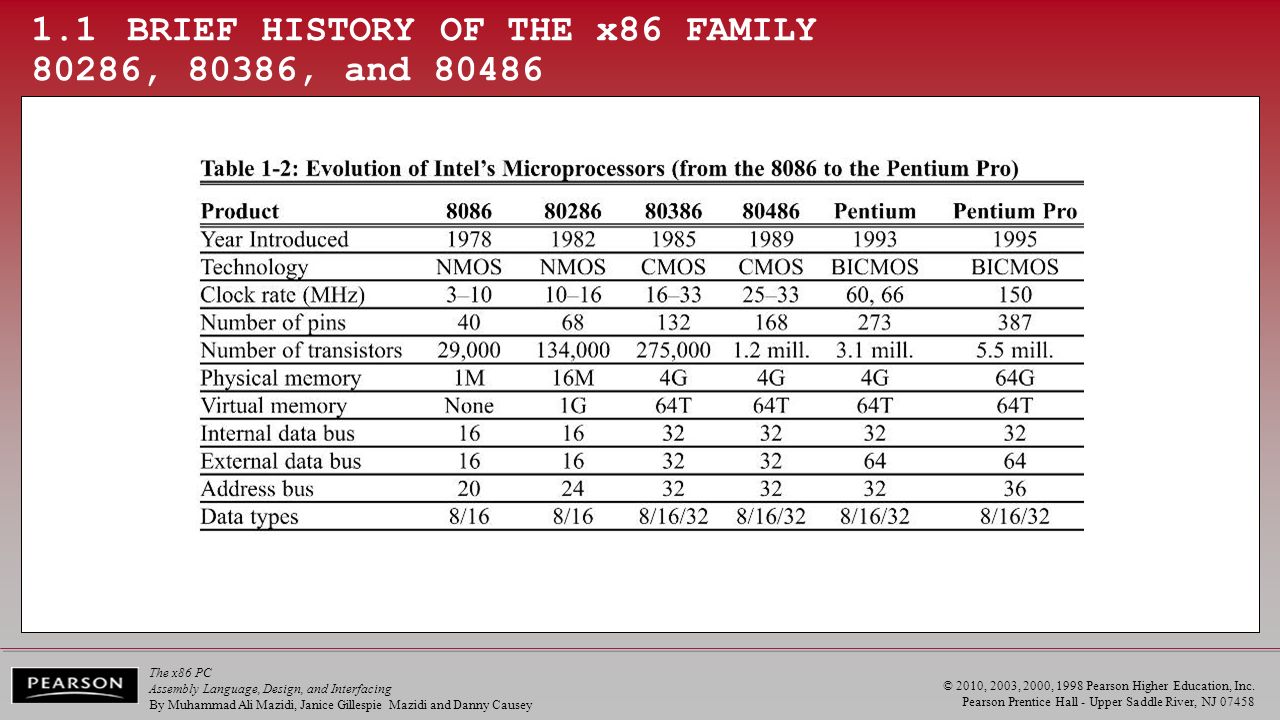 1.1 BRIEF HISTORY OF THE x86 FAMILY
80286, 80386, and 80486
Table 1-2: Evolution of Intel's Microprocessors (from the 8086 to the Pentium Pro)
Product 8086 80286 80386 80486 Pentium Pentium Pro
Year Introduced 1978 1982 1985 1989 1993 1995
Technology NMOS NMOS CMOS CMOS BICMOS BICMOS
Clock rate (MHz) 3–10 10–16 16–33 25–33 60, 66 150
Number of pins 40 68 132 168 273 387
Number of transistors 29,000 134,000 275,000 1.2 mill. 3.1 mill. 5.5 mill.
Physical memory 1M 16M 4G 4G 4G 64G
Virtual memory None 1G 64T 64T 64T 64T
Internal data bus 16 16 32 32 32 32
External data bus 16 16 32 32 64 64
Address bus 20 24 32 32 32 36
Data types 8/16 8/16 8/16/32 8/16/32 8/16/32 8/16/32
PEARSON
The x86 PC
Assembly Language, Design, and Interfacing
By Muhammad Ali Mazidi, Janice Gillespie Mazidi and Danny Causey
© 2010, 2003, 2000, 1998 Pearson Higher Education, Inc.
Pearson Prentice Hall - Upper Saddle River, NJ 07458